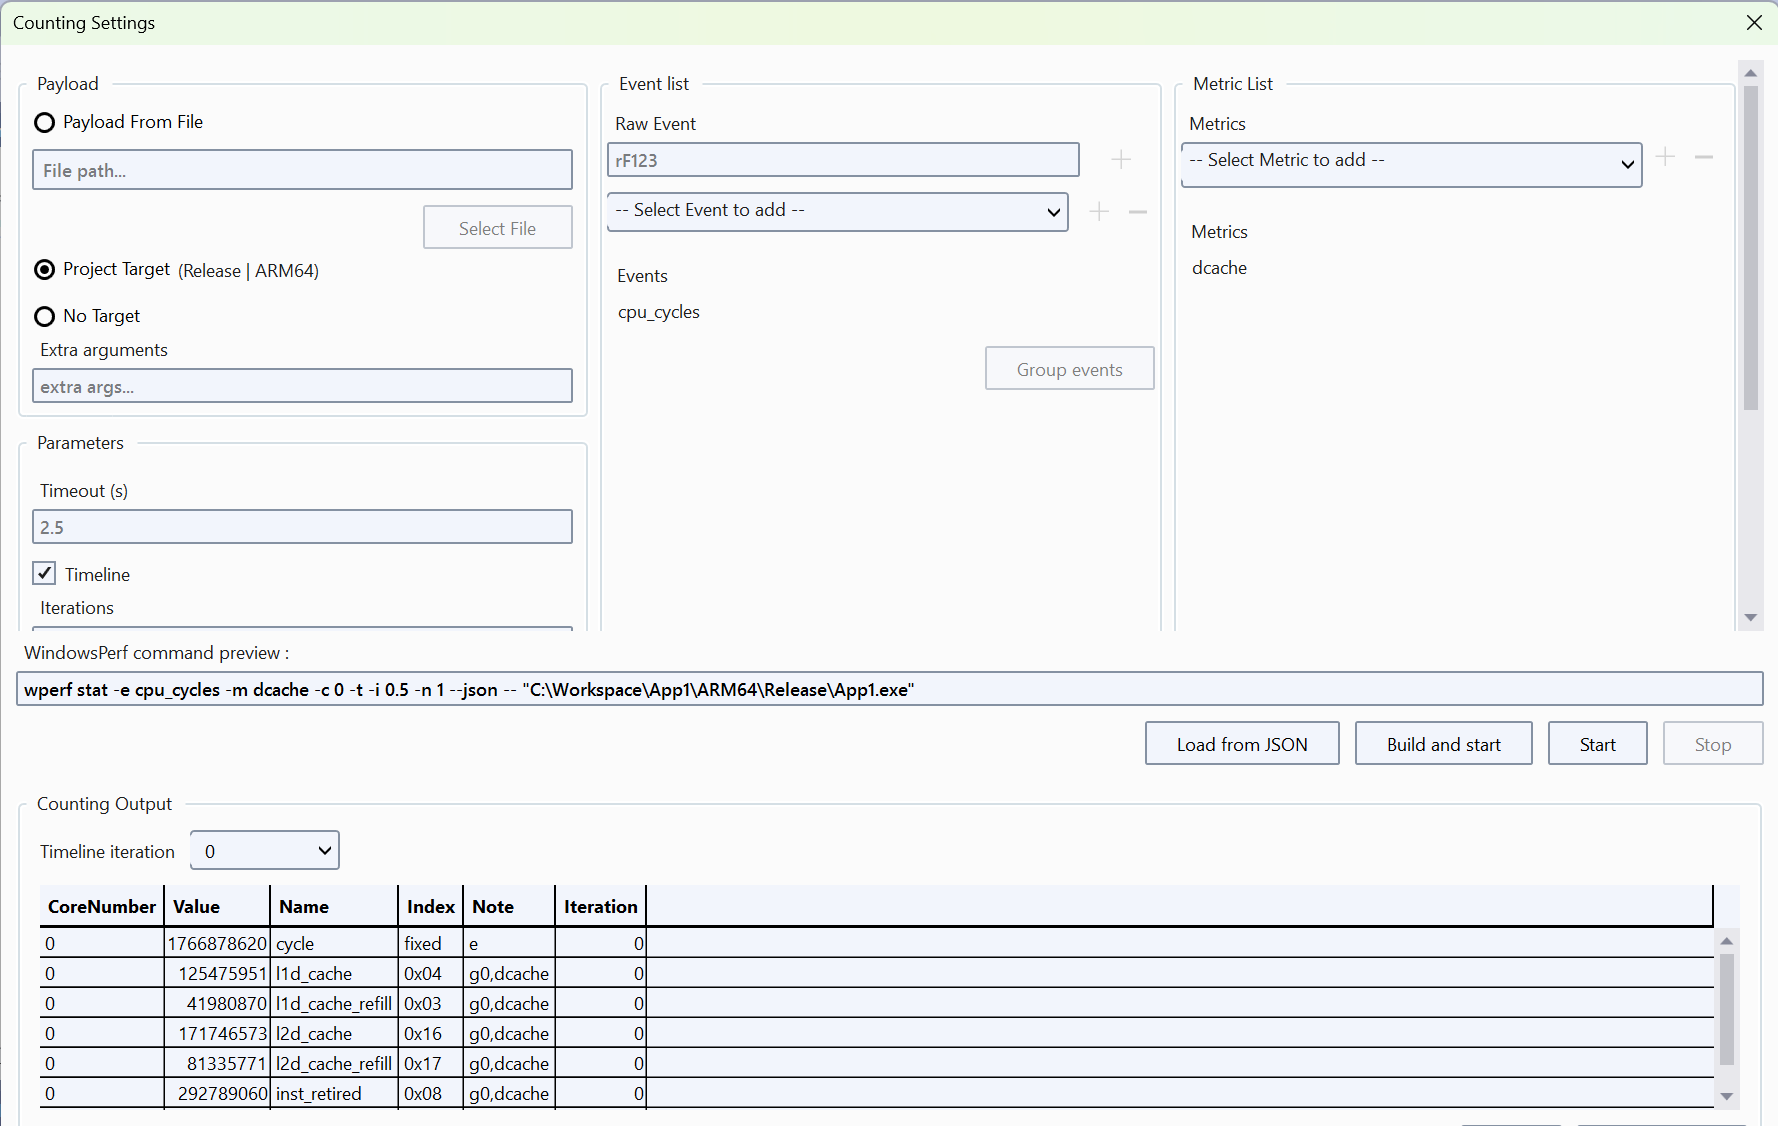 Counting Settings
Payload
Payload From File
File path...
Select File
Project Target (Release | ARM64)
No Target
Extra arguments
extra args...
Parameters
Timeout (s)
2.5
Timeline
Iterations
Event list
Raw Event
rF123
-- Select Event to add --
Events
cpu_cycles
Group events
Metric List
Metrics
-- Select Metric to add --
Metrics
dcache
WindowsPerf command preview :
wperf stat -e cpu_cycles -m dcache -c 0 -t -i 0.5 -n 1 --json -- "C:\Workspace\App1\ARM64\Release\App1.exe"
Load from JSON Build and start Start Stop
Counting Output
Timeline iteration 0
CoreNumber Value Name Index Note Iteration
0 1766878620 cycle fixed e 0
0 125475951 l1d_cache 0x04 g0,dcache 0
0 41980870 l1d_cache_refill 0x03 g0,dcache 0
0 171746573 l2d_cache 0x16 g0,dcache 0
0 81335771 l2d_cache_refill 0x17 g0,dcache 0
0 292789060 inst_retired 0x08 g0,dcache 0